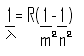 1/λ = R(1/m² - 1/n²)